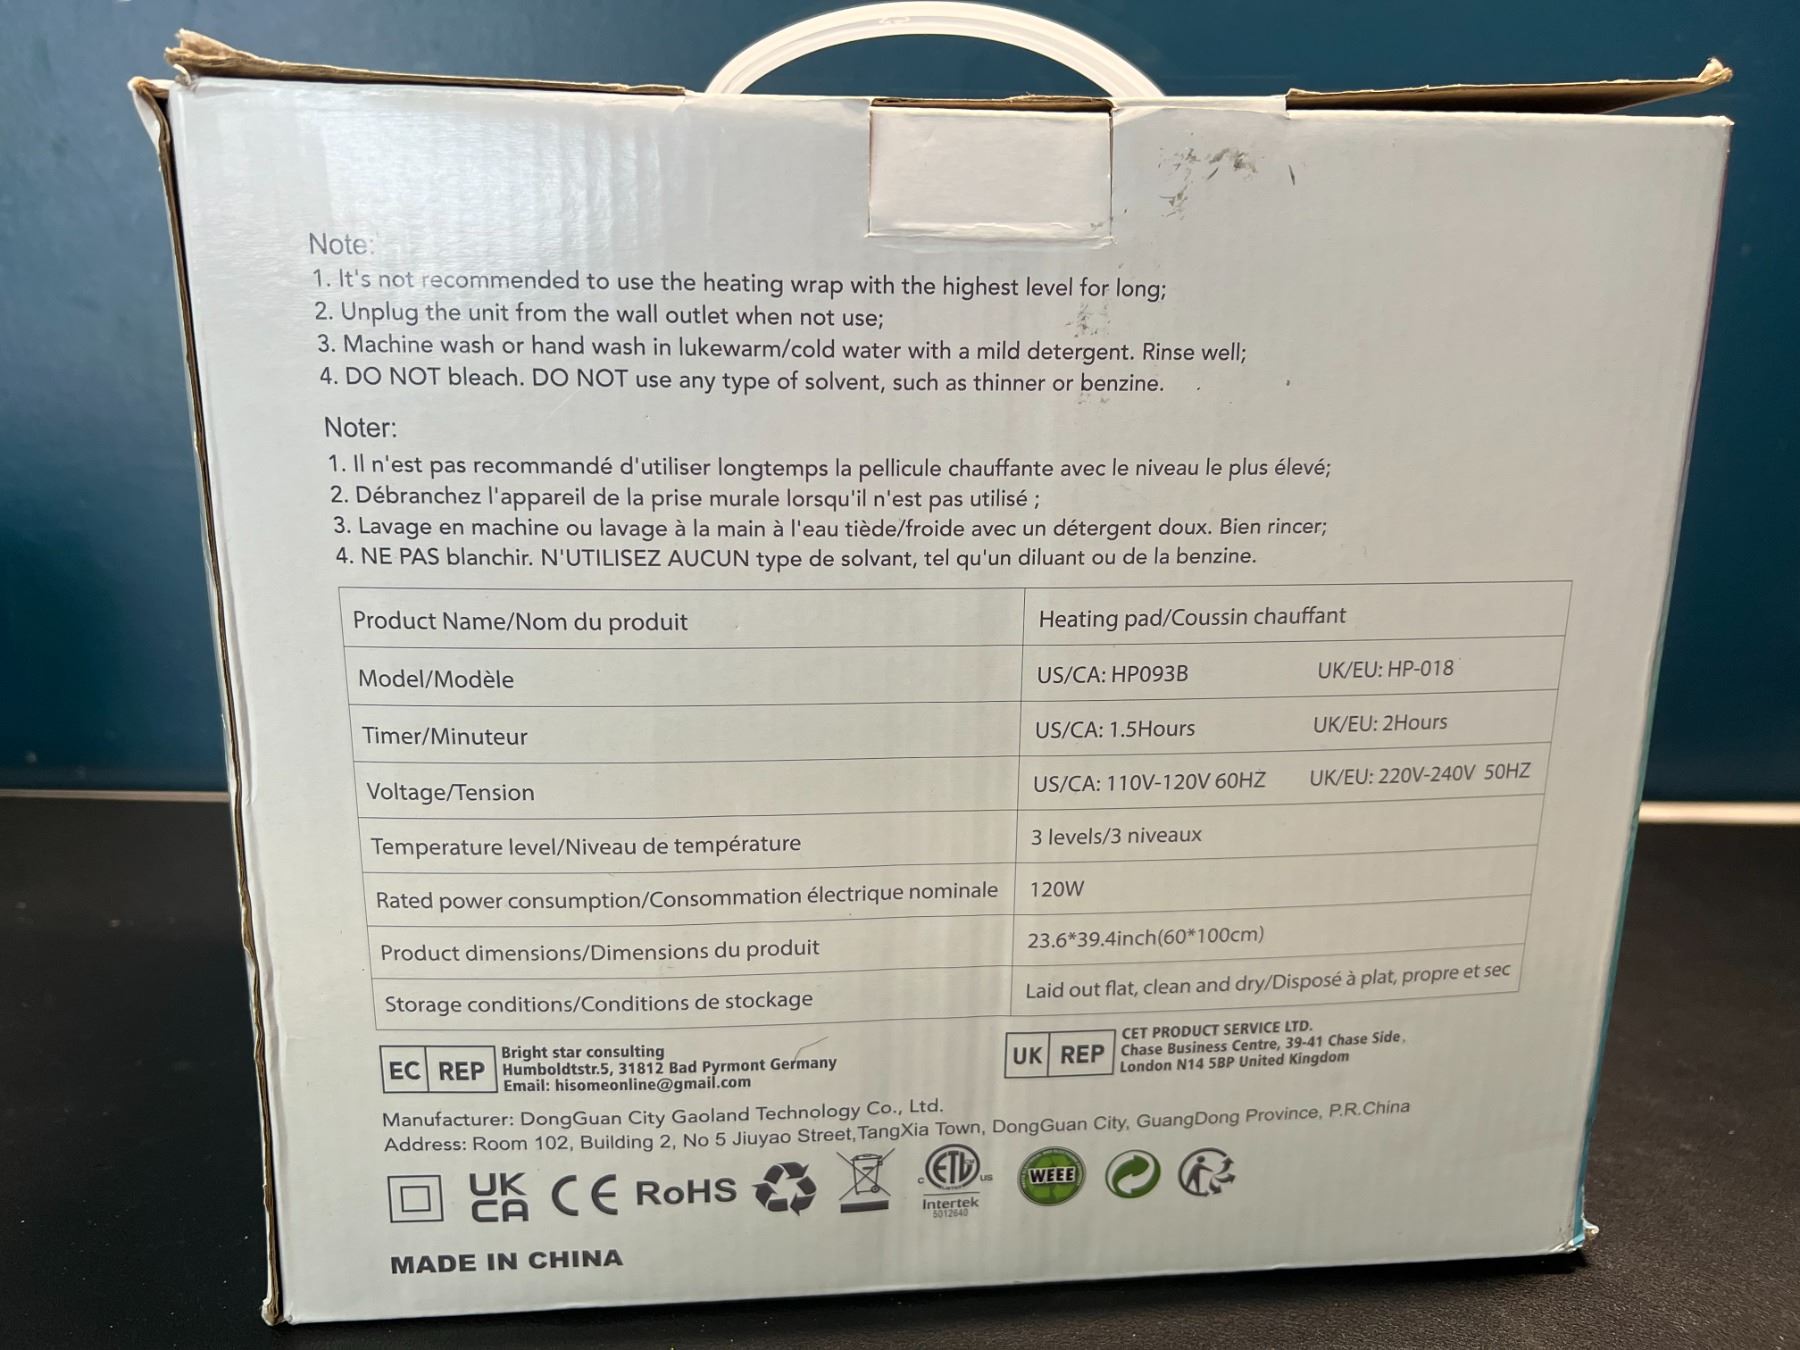 Note:
1. It's not recommended to use the heating wrap with the highest level for long;
2. Unplug the unit from the wall outlet when not use;
3. Machine wash or hand wash in lukewarm/cold water with a mild detergent. Rinse well;
4. DO NOT bleach. DO NOT use any type of solvent, such as thinner or benzine.
Noter:
1. Il n'est pas recommandé d'utiliser longtemps la pellicule chauffante avec le niveau le plus élevé;
2. Débranchez l'appareil de la prise murale lorsqu'il n'est pas utilisé ;
3. Lavage en machine ou lavage à la main à l'eau tiède/froide avec un détergent doux. Bien rincer;
4. NE PAS blanchir. N'UTILISEZ AUCUN type de solvant, tel qu'un diluant ou de la benzine.
Product Name/Nom du produit Heating pad/Coussin chauffant
Model/Modèle US/CA: HP093B UK/EU: HP-018
Timer/Minuteur US/CA: 1.5Hours UK/EU: 2Hours
Voltage/Tension US/CA: 110V-120V 60HZ UK/EU: 220V-240V 50HZ
Temperature level/Niveau de température 3 levels/3 niveaux
Rated power consumption/Consommation électrique nominale 120W
Product dimensions/Dimensions du produit 23.6*39.4inch(60*100cm)
Storage conditions/Conditions de stockage Laid out flat, clean and dry/Disposé à plat, propre et sec
EC REP
Bright star consulting
Humboldtstr.5, 31812 Bad Pyrmont Germany
Email: hisomeonline@gmail.com
UK REP
CET PRODUCT SERVICE LTD.
Chase Business Centre, 39-41 Chase Side,
London N14 5BP United Kingdom
Manufacturer: DongGuan City Gaoland Technology Co., Ltd.
Address: Room 102, Building 2, No 5 Jiuyao Street,TangXia Town, DongGuan City, GuangDong Province, P.R.China
UK
CA
CE RoHS
c ETL us
Intertek
5012640
WEEE
MADE IN CHINA